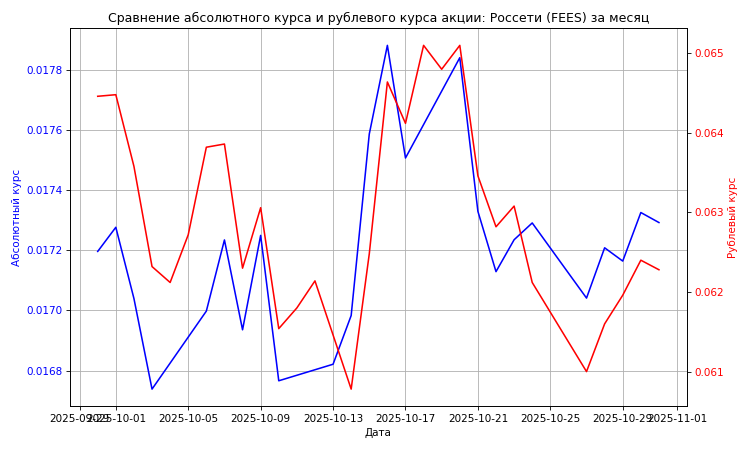 Сравнение абсолютного курса и рублевого курса акции: Россети (FEES) за месяц
Абсолютный курс
0.0178
0.0176
0.0174
0.0172
0.0170
0.0168
0.065
0.064
0.063
0.062
0.061
Рублевый курс
2025-09-29 2025-10-01 2025-10-05 2025-10-09 2025-10-13 2025-10-17 2025-10-21 2025-10-25 2025-10-29 2025-11-01
Дата